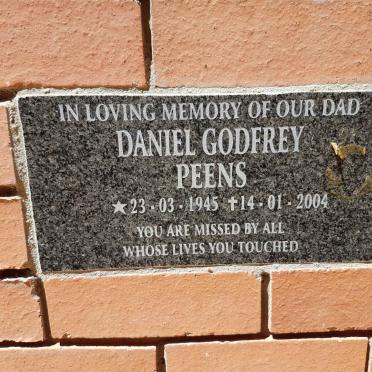 IN LOVING MEMORY OF OUR DAD
DANIEL GODFREY
PEENS
★23-03-1945 ✝14-01-2004
YOU ARE MISSED BY ALL
WHOSE LIVES YOU TOUCHED